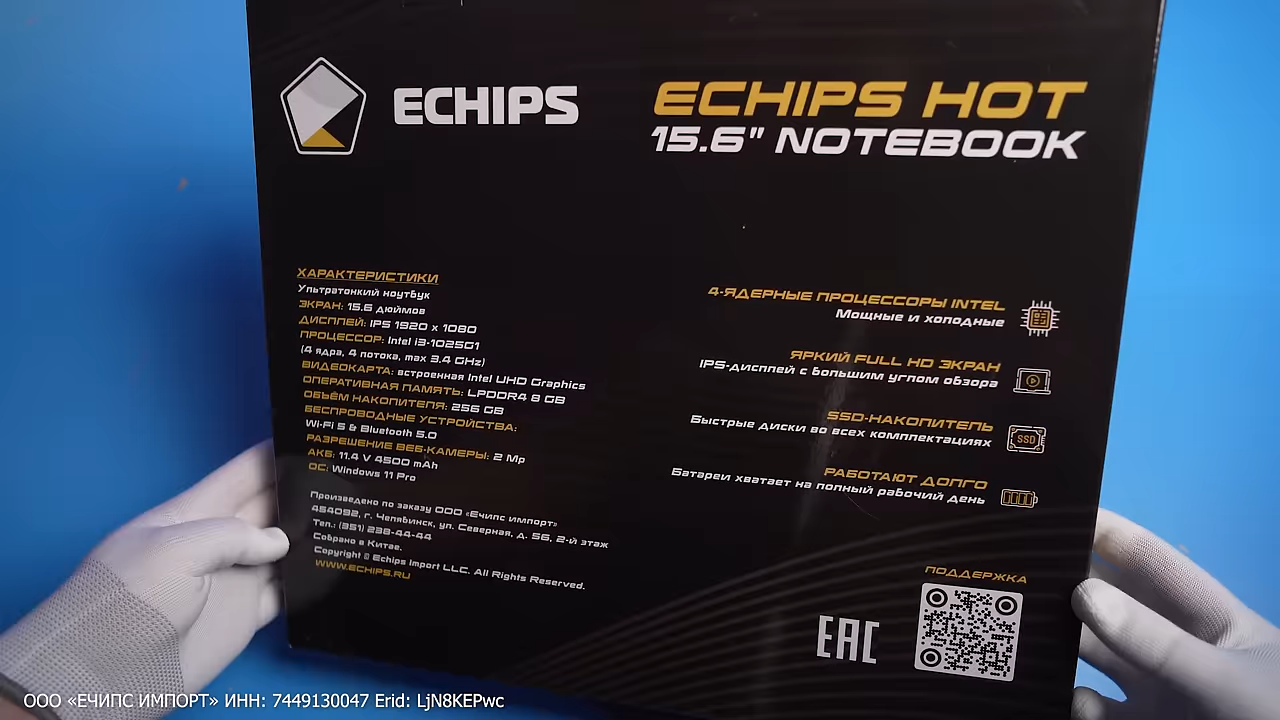 ECHIPS
ECHIPS HOT
15.6" NOTEBOOK
ХАРАКТЕРИСТИКИ
Ультратонкий ноутбук
ЭКРАН: 15.6 дюймов
ДИСПЛЕЙ: IPS 1920 x 1080
ПРОЦЕССОР: Intel i3-1025G1
(4 ядра, 4 потока, max 3,4 GHz)
ВИДЕОКАРТА: встроенная Intel UHD Graphics
ОПЕРАТИВНАЯ ПАМЯТЬ: LPDDR4 8 GB
ОБЪЁМ НАКОПИТЕЛЯ: 256 GB
БЕСПРОВОДНЫЕ УСТРОЙСТВА:
Wi-Fi 5 & Bluetooth 5.0
РАЗРЕШЕНИЕ ВЕБ-КАМЕРЫ: 2 Mp
АКБ: 11.4 V 4500 mAh
ОС: Windows 11 Pro
Произведено по заказу ООО «Ечипс импорт»
454092, г. Челябинск, ул. Северная, д. 56, 2-й этаж
Тел.: (351) 238-44-44
Собрано в Китае.
Copyright © Echips Import LLC. All Rights Reserved.
WWW.ECHIPS.RU
4-ЯДЕРНЫЕ ПРОЦЕССОРЫ INTEL
Мощные и холодные
ЯРКИЙ FULL HD ЭКРАН
IPS-дисплей с большим углом обзора
SSD-НАКОПИТЕЛЬ
Быстрые диски во всех комплектациях
SSD
РАБОТАЮТ ДОЛГО
Батареи хватает на полный рабочий день
ПОДДЕРЖКА
EAC
ООО «ЕЧИПС ИМПОРТ» ИНН: 7449130047 Erid: LjN8KEPwc